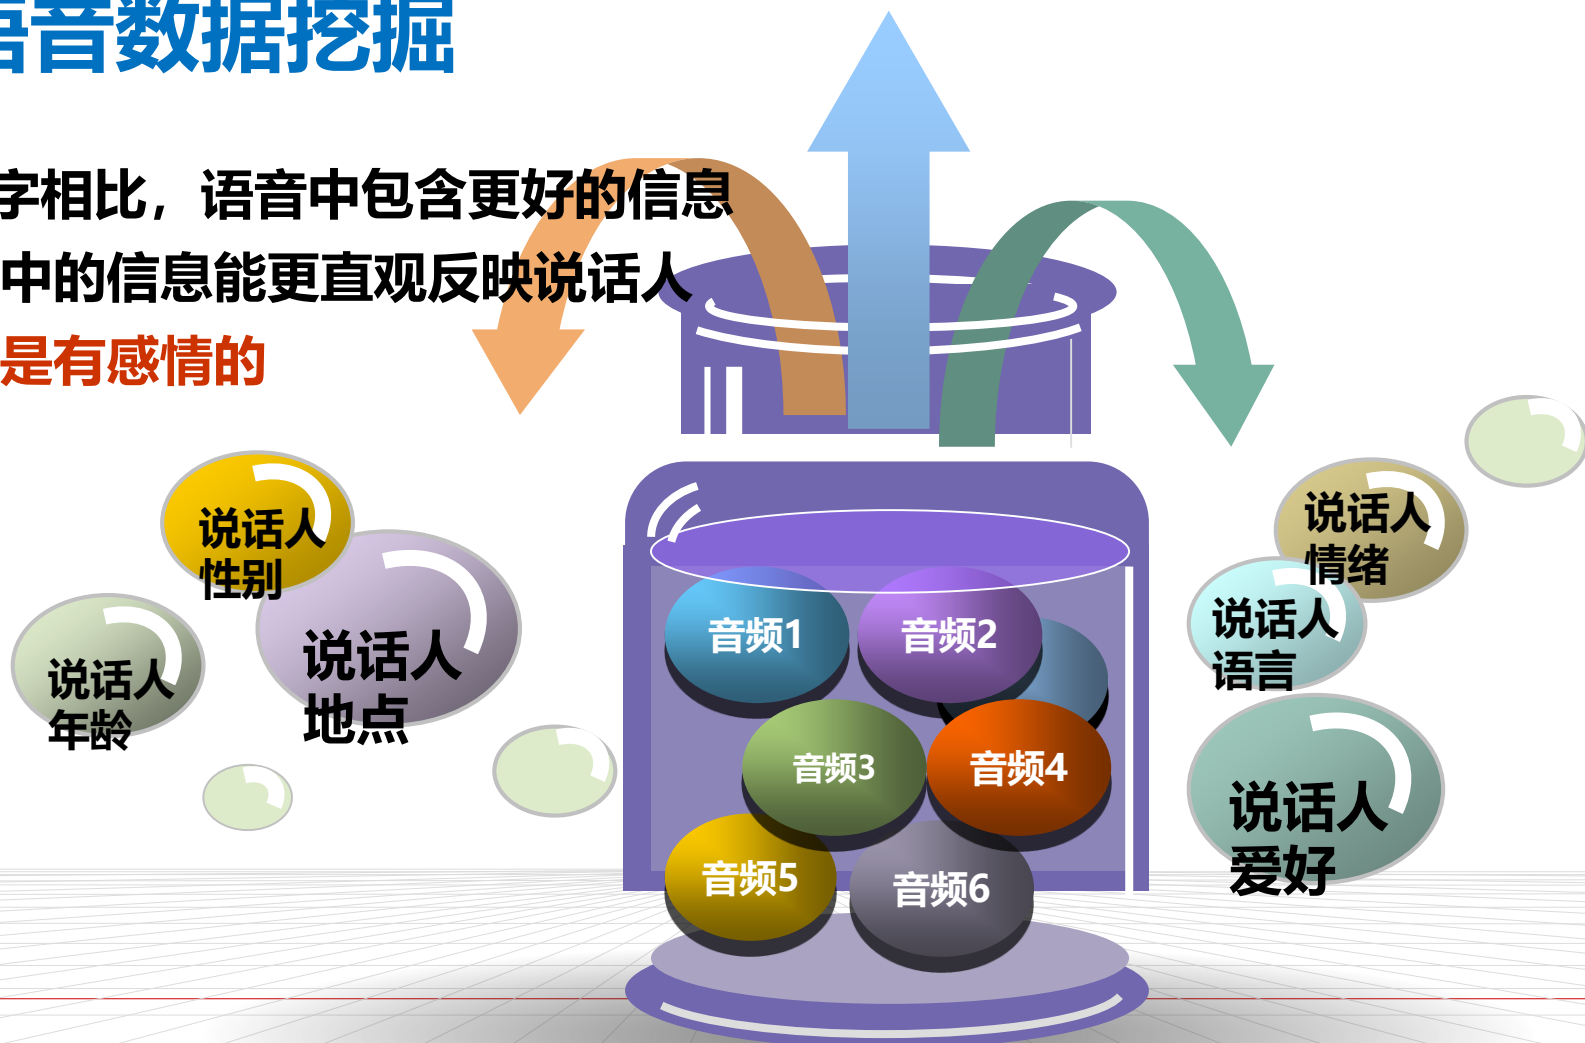 语音数据挖掘
字相比，语音中包含更好的信息
中的信息能更直观反映说话人
是有感情的
说话人
性别
说话人
地点
说话人
年龄
说话人
情绪
说话人
语言
说话人
爱好
音频1
音频2
音频3
音频4
音频5
音频6